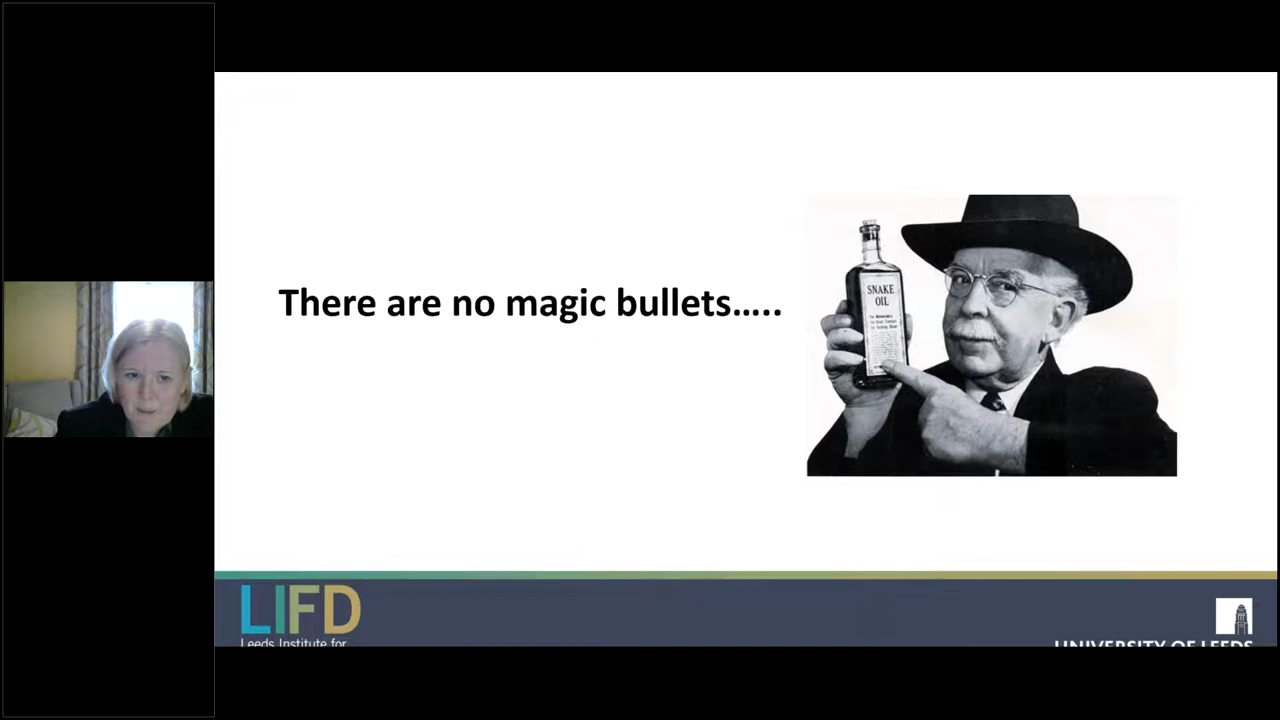 There are no magic bullets.....
SNAKE
OIL
LIFD
Leeds Institute for
UNIVERSITY OF LEEDS